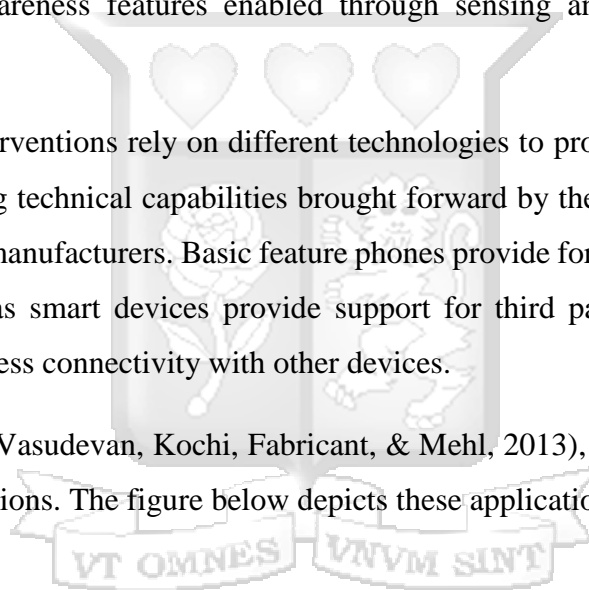 areness features enabled through sensing an
rventions rely on different technologies to pro
g technical capabilities brought forward by the
manufacturers. Basic feature phones provide for
as smart devices provide support for third pa
ess connectivity with other devices.
Vasudevan, Kochi, Fabricant, & Mehl, 2013),
ions. The figure below depicts these applicatio
VT OMNES VNVM SINT